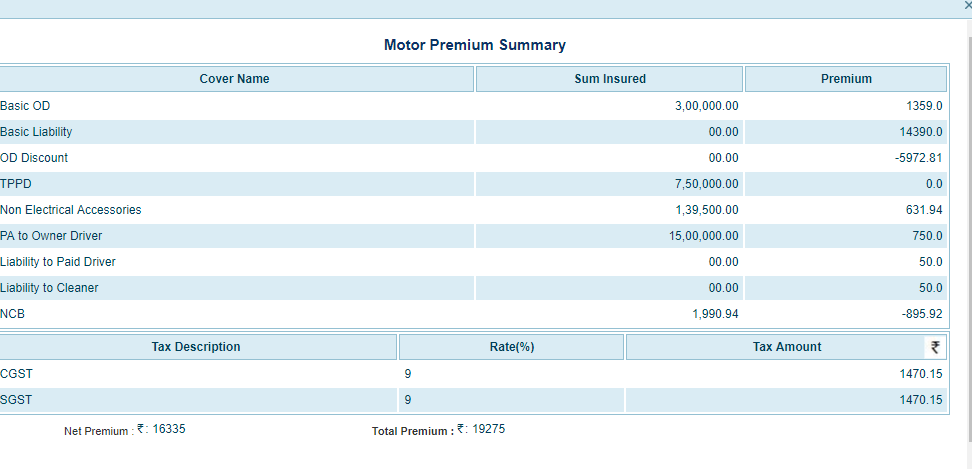 Motor Premium Summary
Cover Name Sum Insured Premium
Basic OD 3,00,000.00 1359.0
Basic Liability 00.00 14390.0
OD Discount 00.00 -5972.81
TPPD 7,50,000.00 0.0
Non Electrical Accessories 1,39,500.00 631.94
PA to Owner Driver 15,00,000.00 750.0
Liability to Paid Driver 00.00 50.0
Liability to Cleaner 00.00 50.0
NCB 1,990.94 -895.92
Tax Description Rate(%) Tax Amount ₹
CGST 9 1470.15
SGST 9 1470.15
Net Premium : ₹: 16335 Total Premium : ₹: 19275